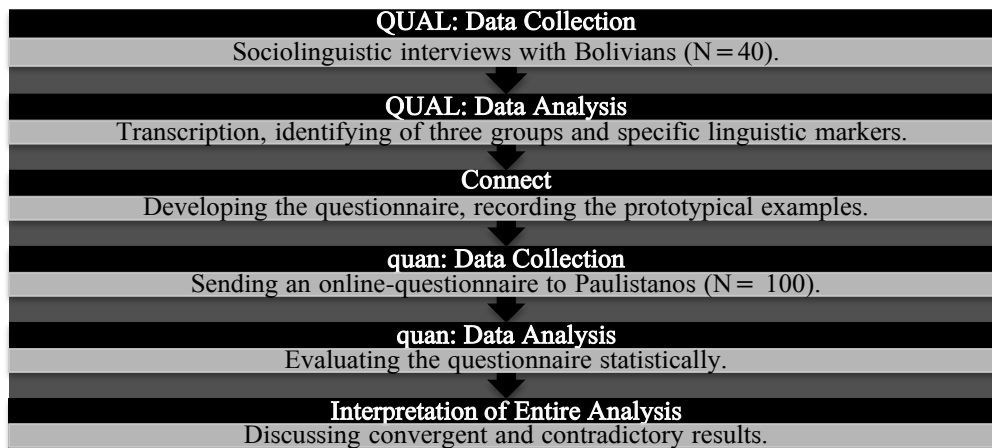 QUAL: Data Collection
Sociolinguistic interviews with Bolivians (N=40).
QUAL: Data Analysis
Transcription, identifying of three groups and specific linguistic markers.
Connect
Developing the questionnaire, recording the prototypical examples.
quan: Data Collection
Sending an online-questionnaire to Paulistanos (N= 100).
quan: Data Analysis
Evaluating the questionnaire statistically.
Interpretation of Entire Analysis
Discussing convergent and contradictory results.